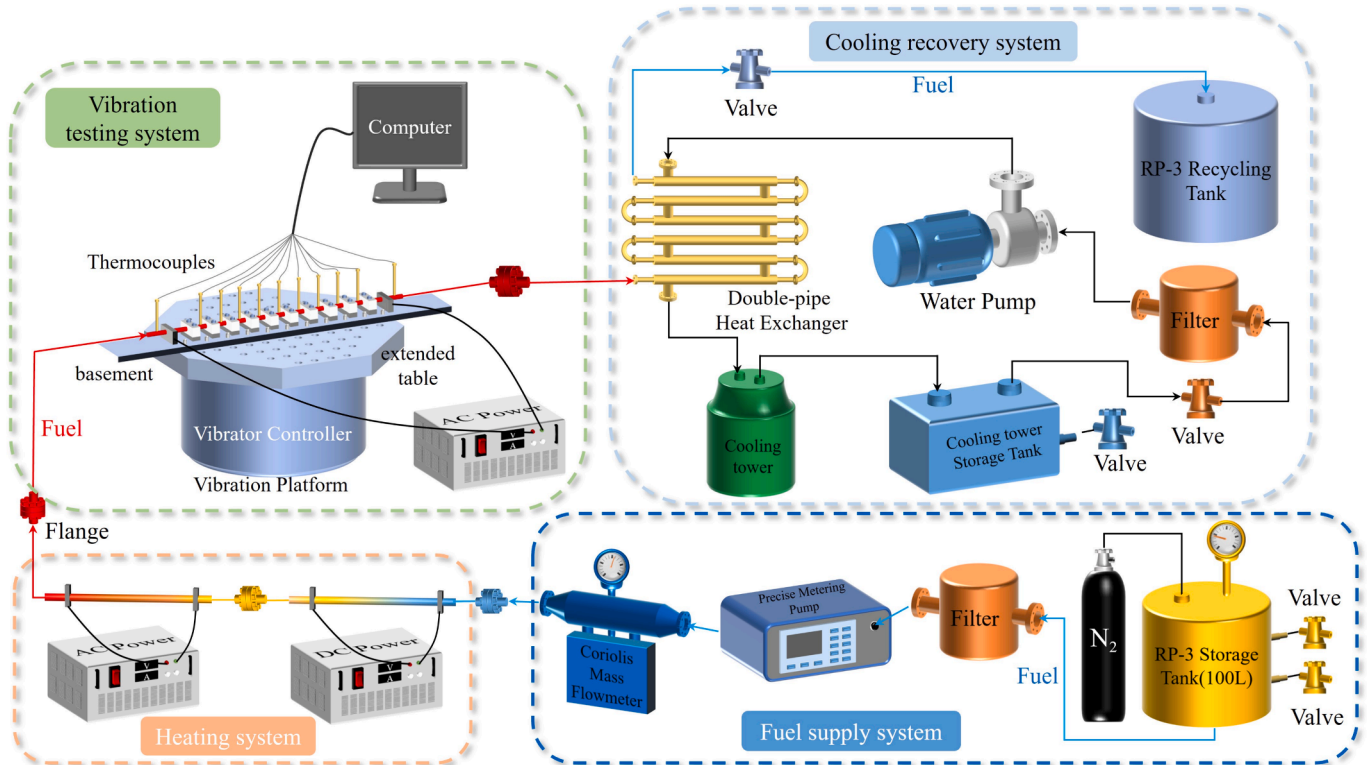 Vibration
testing system
Computer
Thermocouples
basement
extended
table
Fuel
Vibrator Controller
Vibration Platform
AC Power
V
A
Cooling recovery system
Valve
Fuel
RP-3 Recycling
Tank
Double-pipe
Heat Exchanger
Water Pump
Filter
Cooling
tower
Cooling tower
Storage Tank
Valve
Valve
Flange
AC Power
V
A
DC Power
V
A
Heating system
Coriolis
Mass
Flowmeter
Precise Metering
Pump
Filter
N2
Fuel
RP-3 Storage
Tank(100L)
Valve
Valve
Fuel supply system